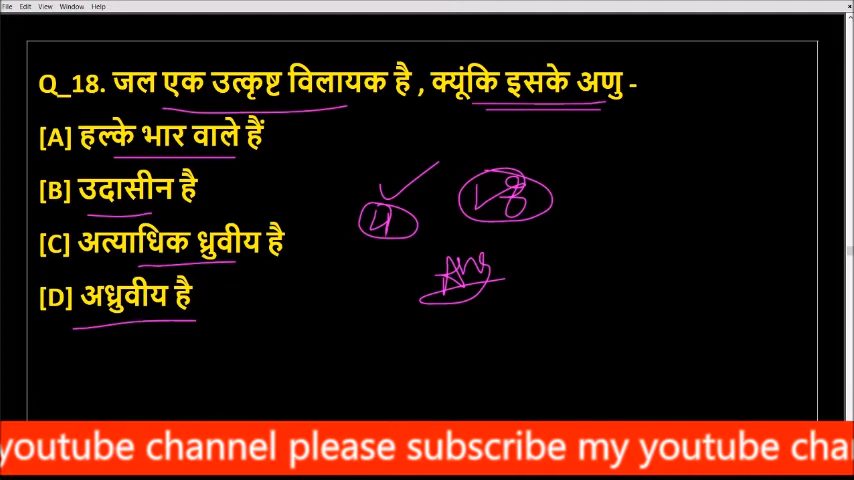 File Edit View Window Help
Q_18. जल एक उत्कृष्ट विलायक है , क्यूंकि इसके अणु -
[A] हल्के भार वाले हैं
[B] उदासीन है
[C] अत्याधिक ध्रुवीय है
[D] अध्रुवीय है
18
Ans
youtube channel please subscribe my youtube cha